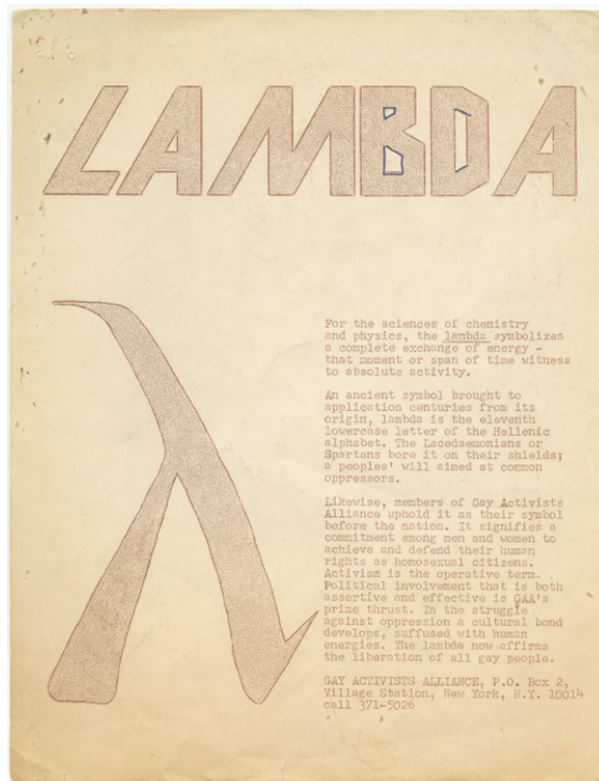 LAMBDA
λ
For the sciences of chemistry
and physics, the lambda symbolizes
a complete exchange of energy -
that moment or span of time witness
to absolute activity.
An ancient symbol brought to
application centuries from its
origin, lambda is the eleventh
lowercase letter of the Hellenic
alphabet. The Lacedaemonians or
Spartans bore it on their shields;
a peoples' will aimed at common
oppressors.
Likewise, members of Gay Activists
Alliance uphold it as their symbol
before the nation. It signifies a
commitment among men and women to
achieve and defend their human
rights as homosexual citizens.
Activism is the operative term.
Political involvement that is both
assertive and effective is GAA's
prime thrust. In the struggle
against oppression a cultural bond
develops, suffused with human
energies. The lambda now affirms
the liberation of all gay people.
GAY ACTIVISTS ALLIANCE, P.O. Box 2,
Village Station, New York, N.Y. 10014
call 371-5026